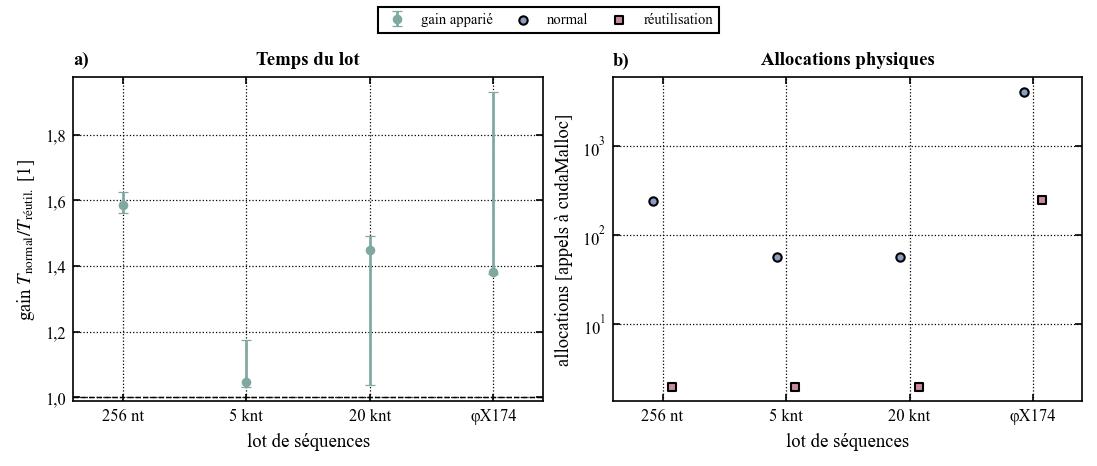 gain apparié normal réutilisation
a) Temps du lot
gain T_normal/T_réutil. [1]
1,8
1,6
1,4
1,2
1,0
256 nt 5 knt 20 knt φX174
lot de séquences
b) Allocations physiques
allocations [appels à cudaMalloc]
10³
10²
10¹
256 nt 5 knt 20 knt φX174
lot de séquences